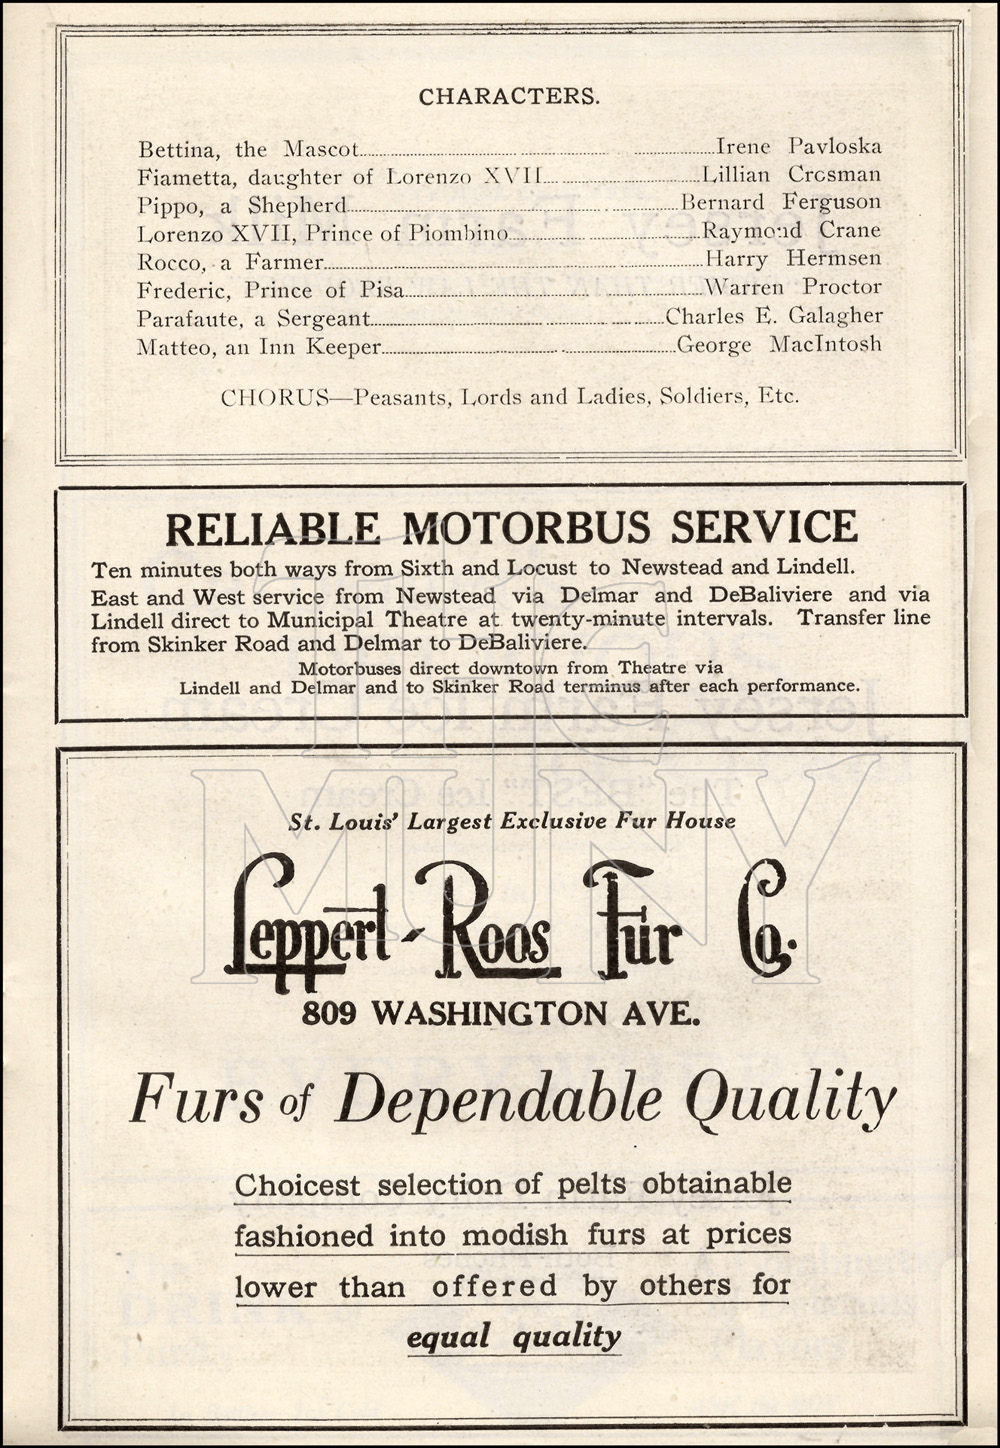 CHARACTERS.
Bettina, the Mascot........Irene Pavloska
Fiametta, daughter of Lorenzo XVII........Lillian Crosman
Pippo, a Shepherd........Bernard Ferguson
Lorenzo XVII, Prince of Piombino........Raymond Crane
Rocco, a Farmer........Harry Hermsen
Frederic, Prince of Pisa........Warren Proctor
Parafaute, a Sergeant........Charles E. Galagher
Matteo, an Inn Keeper........George MacIntosh
CHORUS—Peasants, Lords and Ladies, Soldiers, Etc.
RELIABLE MOTORBUS SERVICE
Ten minutes both ways from Sixth and Locust to Newstead and Lindell.
East and West service from Newstead via Delmar and DeBaliviere and via
Lindell direct to Municipal Theatre at twenty-minute intervals. Transfer line
from Skinker Road and Delmar to DeBaliviere.
Motorbuses direct downtown from Theatre via
Lindell and Delmar and to Skinker Road terminus after each performance.
THE
MUNY
St. Louis' Largest Exclusive Fur House
Leppert-Roos Fur Co.
809 WASHINGTON AVE.
Furs of Dependable Quality
Choicest selection of pelts obtainable
fashioned into modish furs at prices
lower than offered by others for
equal quality